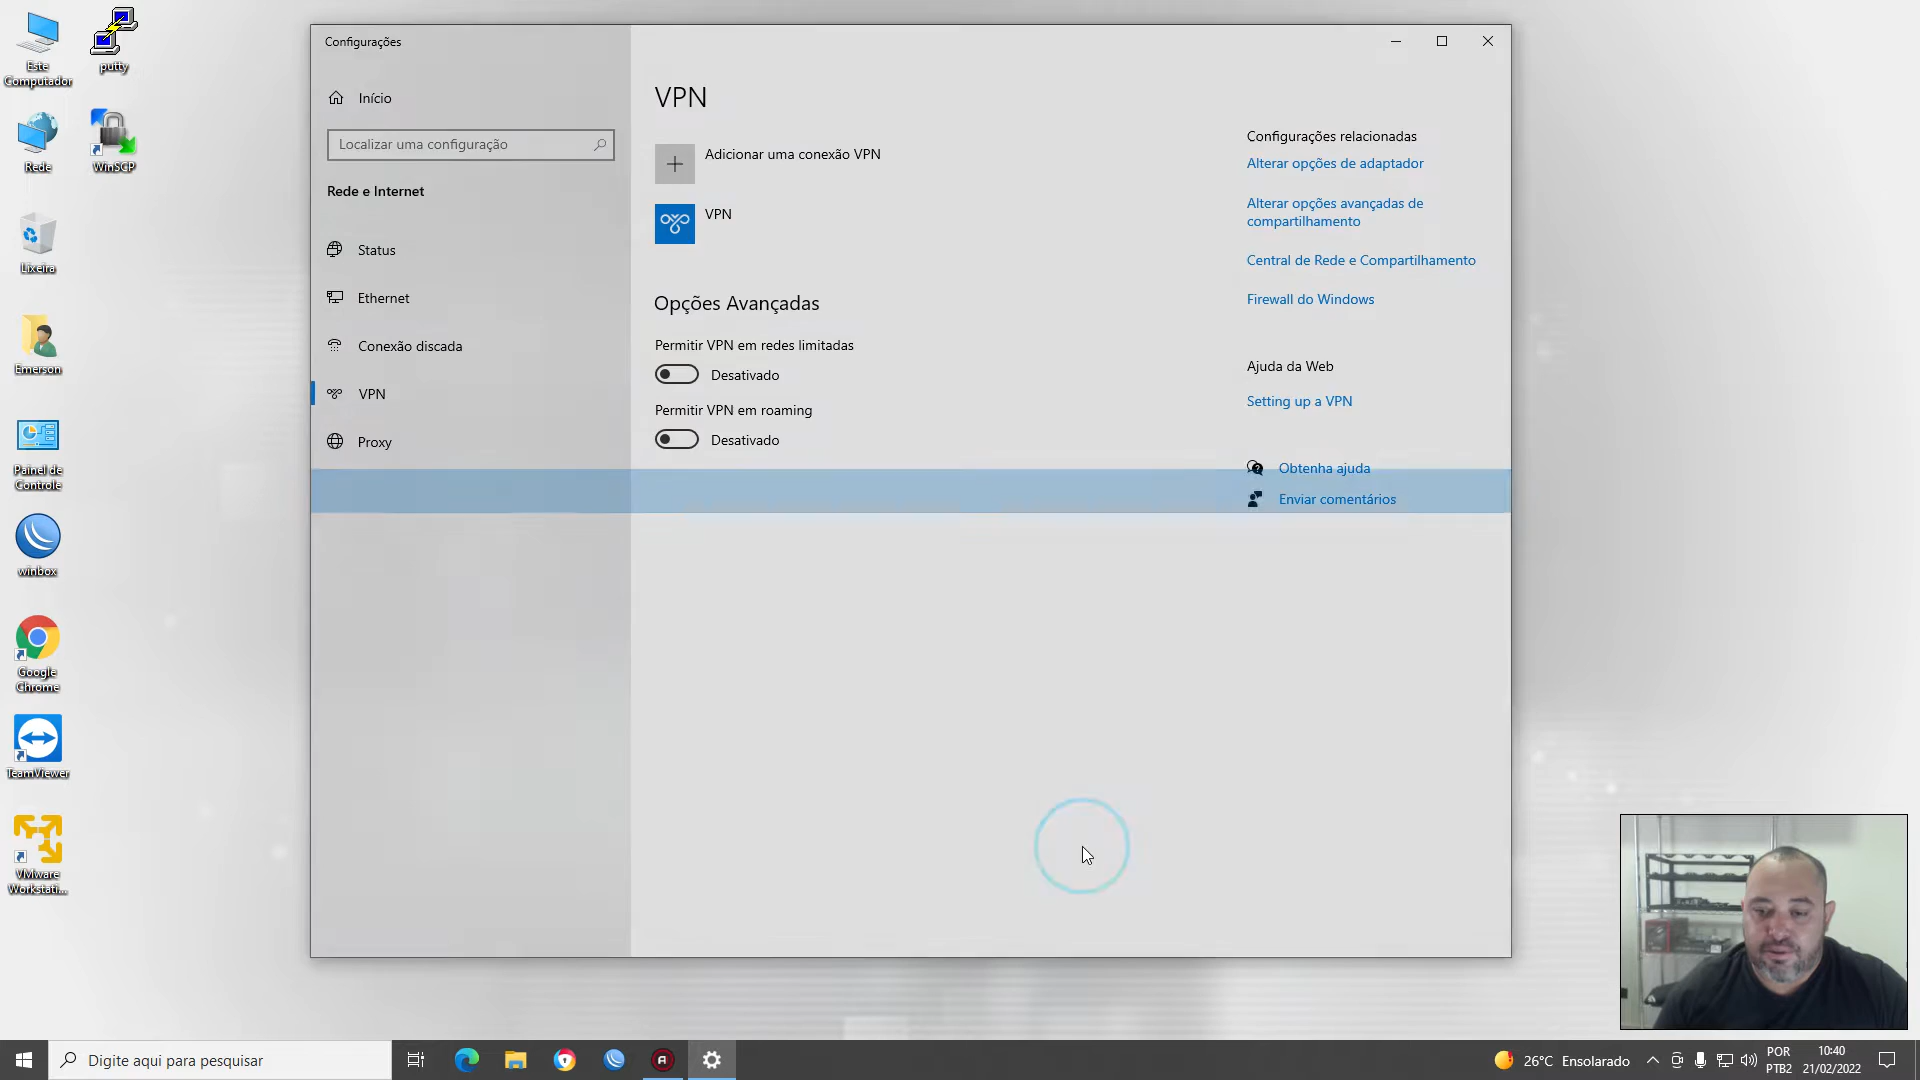 Este
Computador
putty
Rede
WinSCP
Lixeira
Emerson
Painel de
Controle
winbox
Google
Chrome
TeamViewer
VMware
Workstati...
Configurações
Início
Localizar uma configuração
Rede e Internet
Status
Ethernet
Conexão discada
VPN
Proxy
VPN
Adicionar uma conexão VPN
VPN
Opções Avançadas
Permitir VPN em redes limitadas
Desativado
Permitir VPN em roaming
Desativado
Configurações relacionadas
Alterar opções de adaptador
Alterar opções avançadas de
compartilhamento
Central de Rede e Compartilhamento
Firewall do Windows
Ajuda da Web
Setting up a VPN
Obtenha ajuda
Enviar comentários
Digite aqui para pesquisar
26°C Ensolarado
POR
PTB2
10:40
21/02/2022